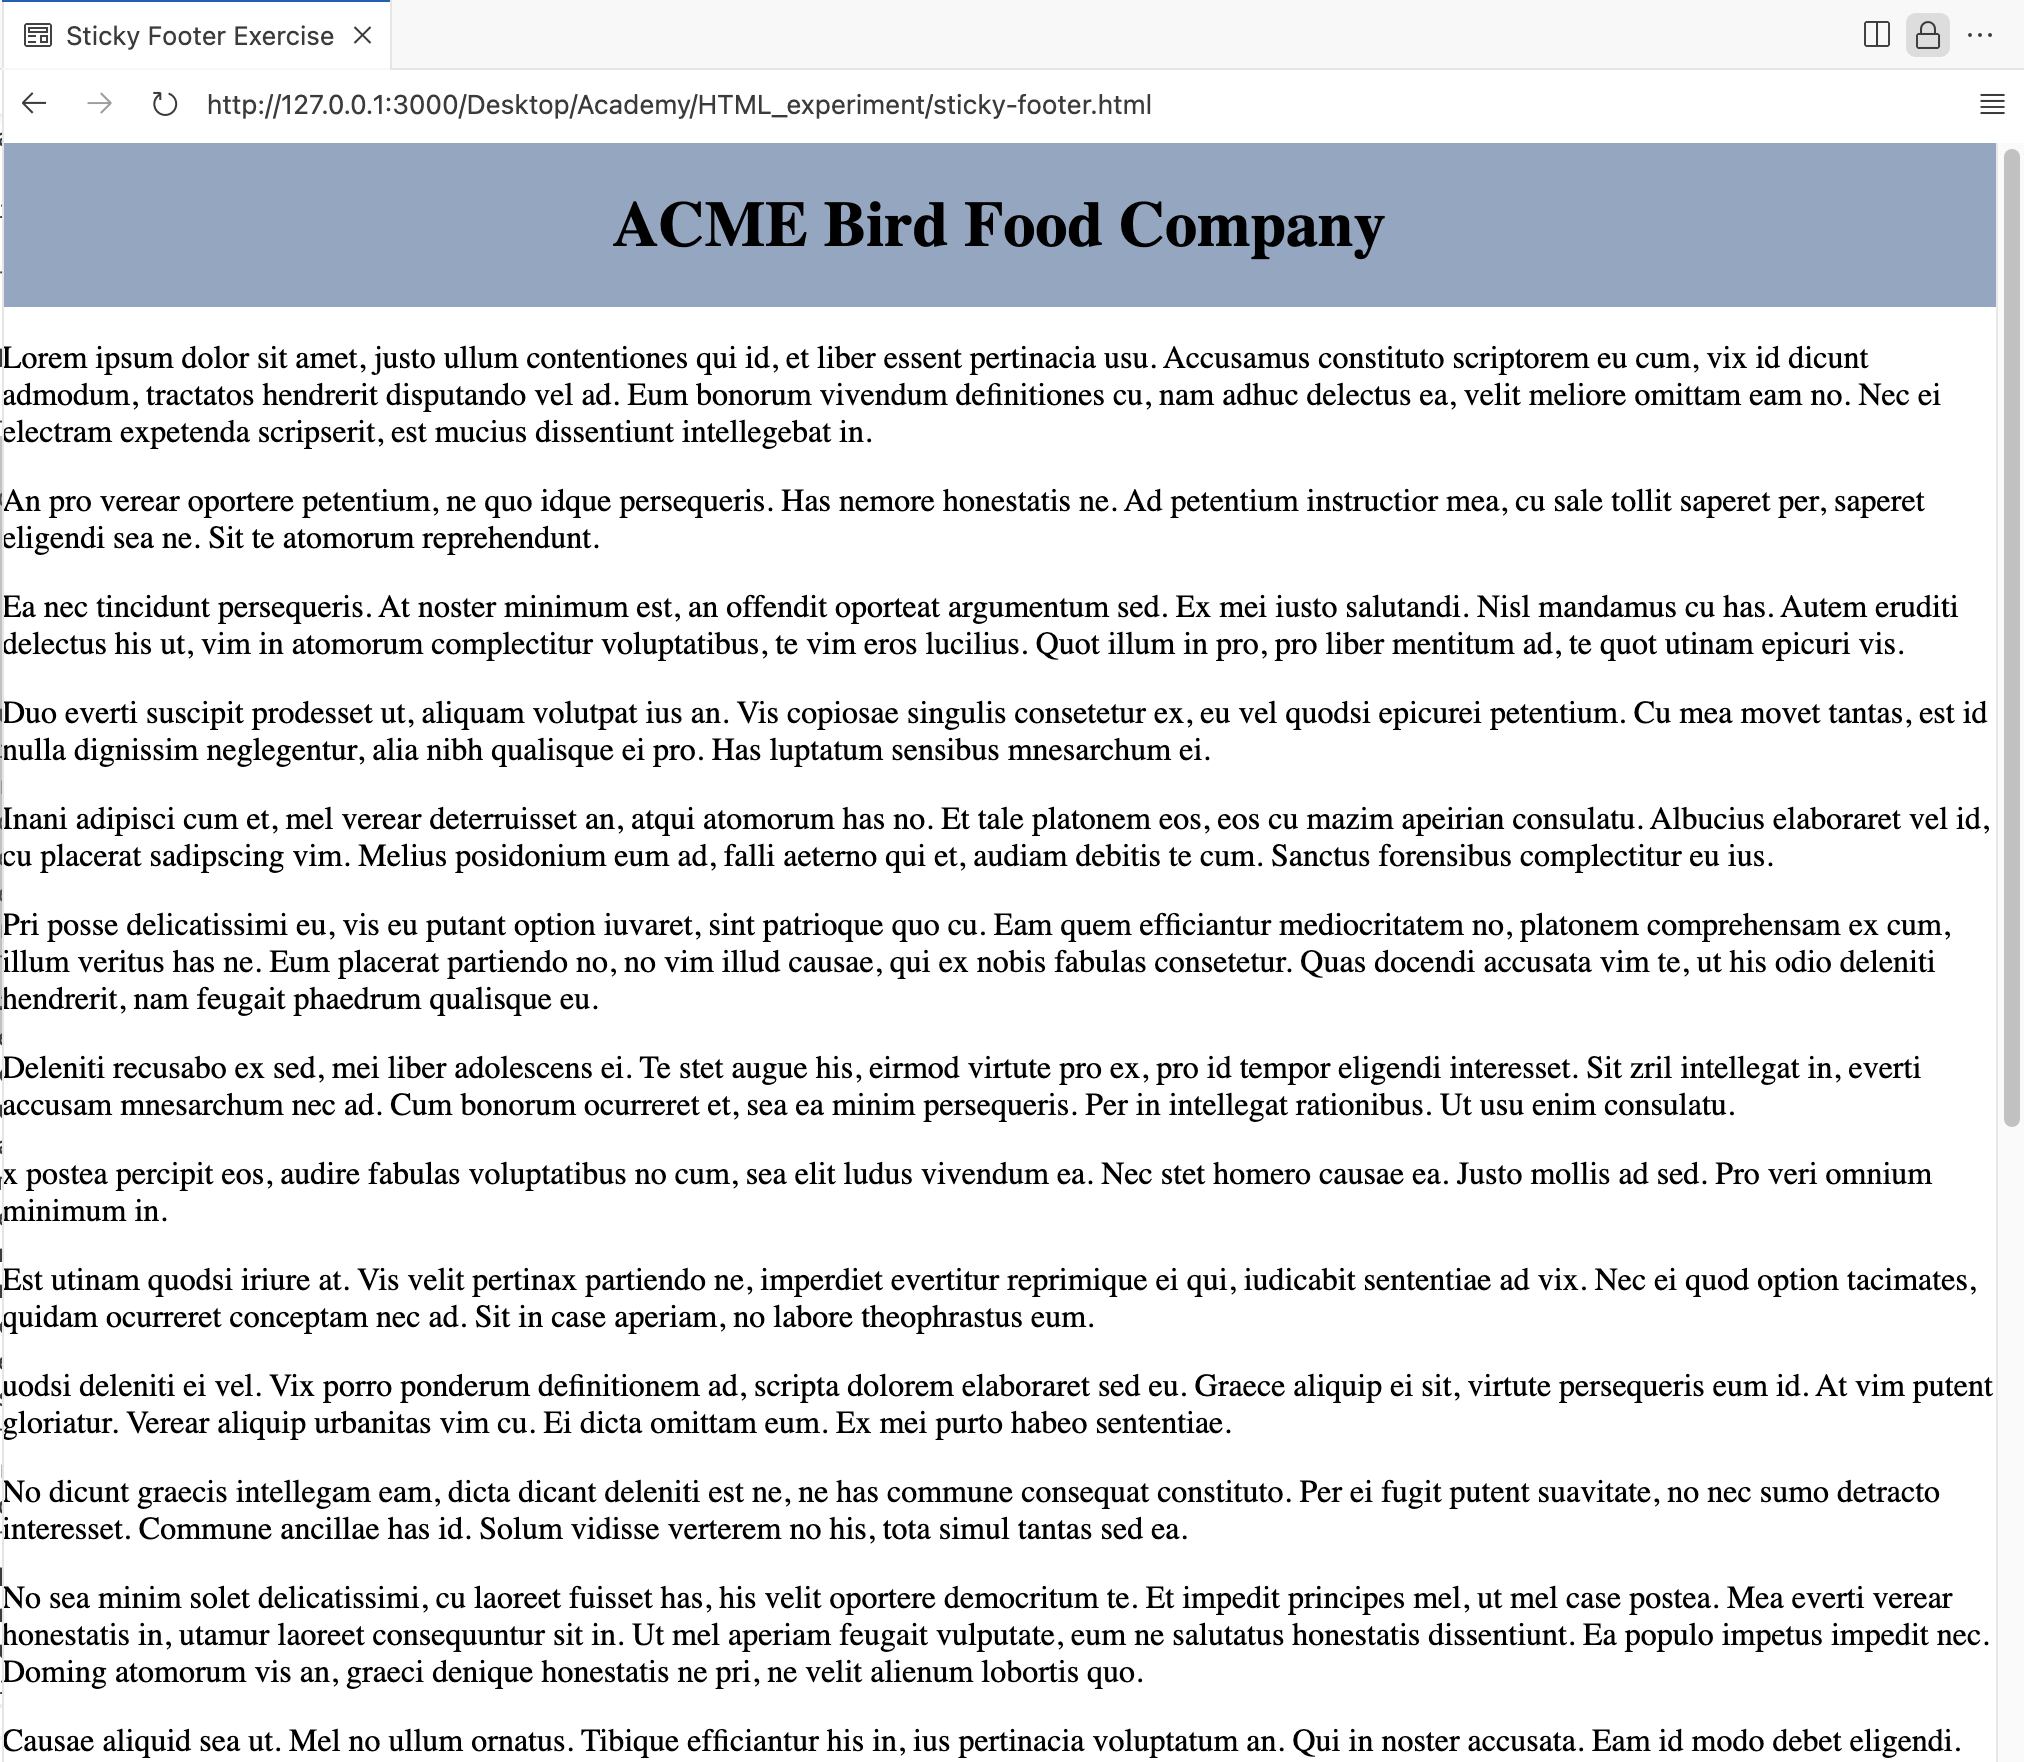 Sticky Footer Exercise
http://127.0.0.1:3000/Desktop/Academy/HTML_experiment/sticky-footer.html
ACME Bird Food Company
Lorem ipsum dolor sit amet, justo ullum contentiones qui id, et liber essent pertinacia usu. Accusamus constituto scriptorem eu cum, vix id dicunt
admodum, tractatos hendrerit disputando vel ad. Eum bonorum vivendum definitiones cu, nam adhuc delectus ea, velit meliore omittam eam no. Nec ei
electram expetenda scripserit, est mucius dissentiunt intellegebat in.
An pro verear oportere petentium, ne quo idque persequeris. Has nemore honestatis ne. Ad petentium instructior mea, cu sale tollit saperet per, saperet
eligendi sea ne. Sit te atomorum reprehendunt.
Ea nec tincidunt persequeris. At noster minimum est, an offendit oporteat argumentum sed. Ex mei iusto salutandi. Nisl mandamus cu has. Autem eruditi
delectus his ut, vim in atomorum complectitur voluptatibus, te vim eros lucilius. Quot illum in pro, pro liber mentitum ad, te quot utinam epicuri vis.
Duo everti suscipit prodesset ut, aliquam volutpat ius an. Vis copiosae singulis consetetur ex, eu vel quodsi epicurei petentium. Cu mea movet tantas, est id
nulla dignissim neglegentur, alia nibh qualisque ei pro. Has luptatum sensibus mnesarchum ei.
Inani adipisci cum et, mel verear deterruisset an, atqui atomorum has no. Et tale platonem eos, eos cu mazim apeirian consulatu. Albucius elaboraret vel id,
cu placerat sadipscing vim. Melius posidonium eum ad, falli aeterno qui et, audiam debitis te cum. Sanctus forensibus complectitur eu ius.
Pri posse delicatissimi eu, vis eu putant option iuvaret, sint patrioque quo cu. Eam quem efficiantur mediocritatem no, platonem comprehensam ex cum,
illum veritus has ne. Eum placerat partiendo no, no vim illud causae, qui ex nobis fabulas consetetur. Quas docendi accusata vim te, ut his odio deleniti
hendrerit, nam feugait phaedrum qualisque eu.
Deleniti recusabo ex sed, mei liber adolescens ei. Te stet augue his, eirmod virtute pro ex, pro id tempor eligendi interesset. Sit zril intellegat in, everti
accusam mnesarchum nec ad. Cum bonorum ocurreret et, sea ea minim persequeris. Per in intellegat rationibus. Ut usu enim consulatu.
x postea percipit eos, audire fabulas voluptatibus no cum, sea elit ludus vivendum ea. Nec stet homero causae ea. Justo mollis ad sed. Pro veri omnium
minimum in.
Est utinam quodsi iriure at. Vis velit pertinax partiendo ne, imperdiet evertitur reprimique ei qui, iudicabit sententiae ad vix. Nec ei quod option tacimates,
quidam ocurreret conceptam nec ad. Sit in case aperiam, no labore theophrastus eum.
uodsi deleniti ei vel. Vix porro ponderum definitionem ad, scripta dolorem elaboraret sed eu. Graece aliquip ei sit, virtute persequeris eum id. At vim putent
gloriatur. Verear aliquip urbanitas vim cu. Ei dicta omittam eum. Ex mei purto habeo sententiae.
No dicunt graecis intellegam eam, dicta dicant deleniti est ne, ne has commune consequat constituto. Per ei fugit putent suavitate, no nec sumo detracto
interesset. Commune ancillae has id. Solum vidisse verterem no his, tota simul tantas sed ea.
No sea minim solet delicatissimi, cu laoreet fuisset has, his velit oportere democritum te. Et impedit principes mel, ut mel case postea. Mea everti verear
honestatis in, utamur laoreet consequuntur sit in. Ut mel aperiam feugait vulputate, eum ne salutatus honestatis dissentiunt. Ea populo impetus impedit nec.
Doming atomorum vis an, graeci denique honestatis ne pri, ne velit alienum lobortis quo.
Causae aliquid sea ut. Mel no ullum ornatus. Tibique efficiantur his in, ius pertinacia voluptatum an. Qui in noster accusata. Eam id modo debet eligendi.